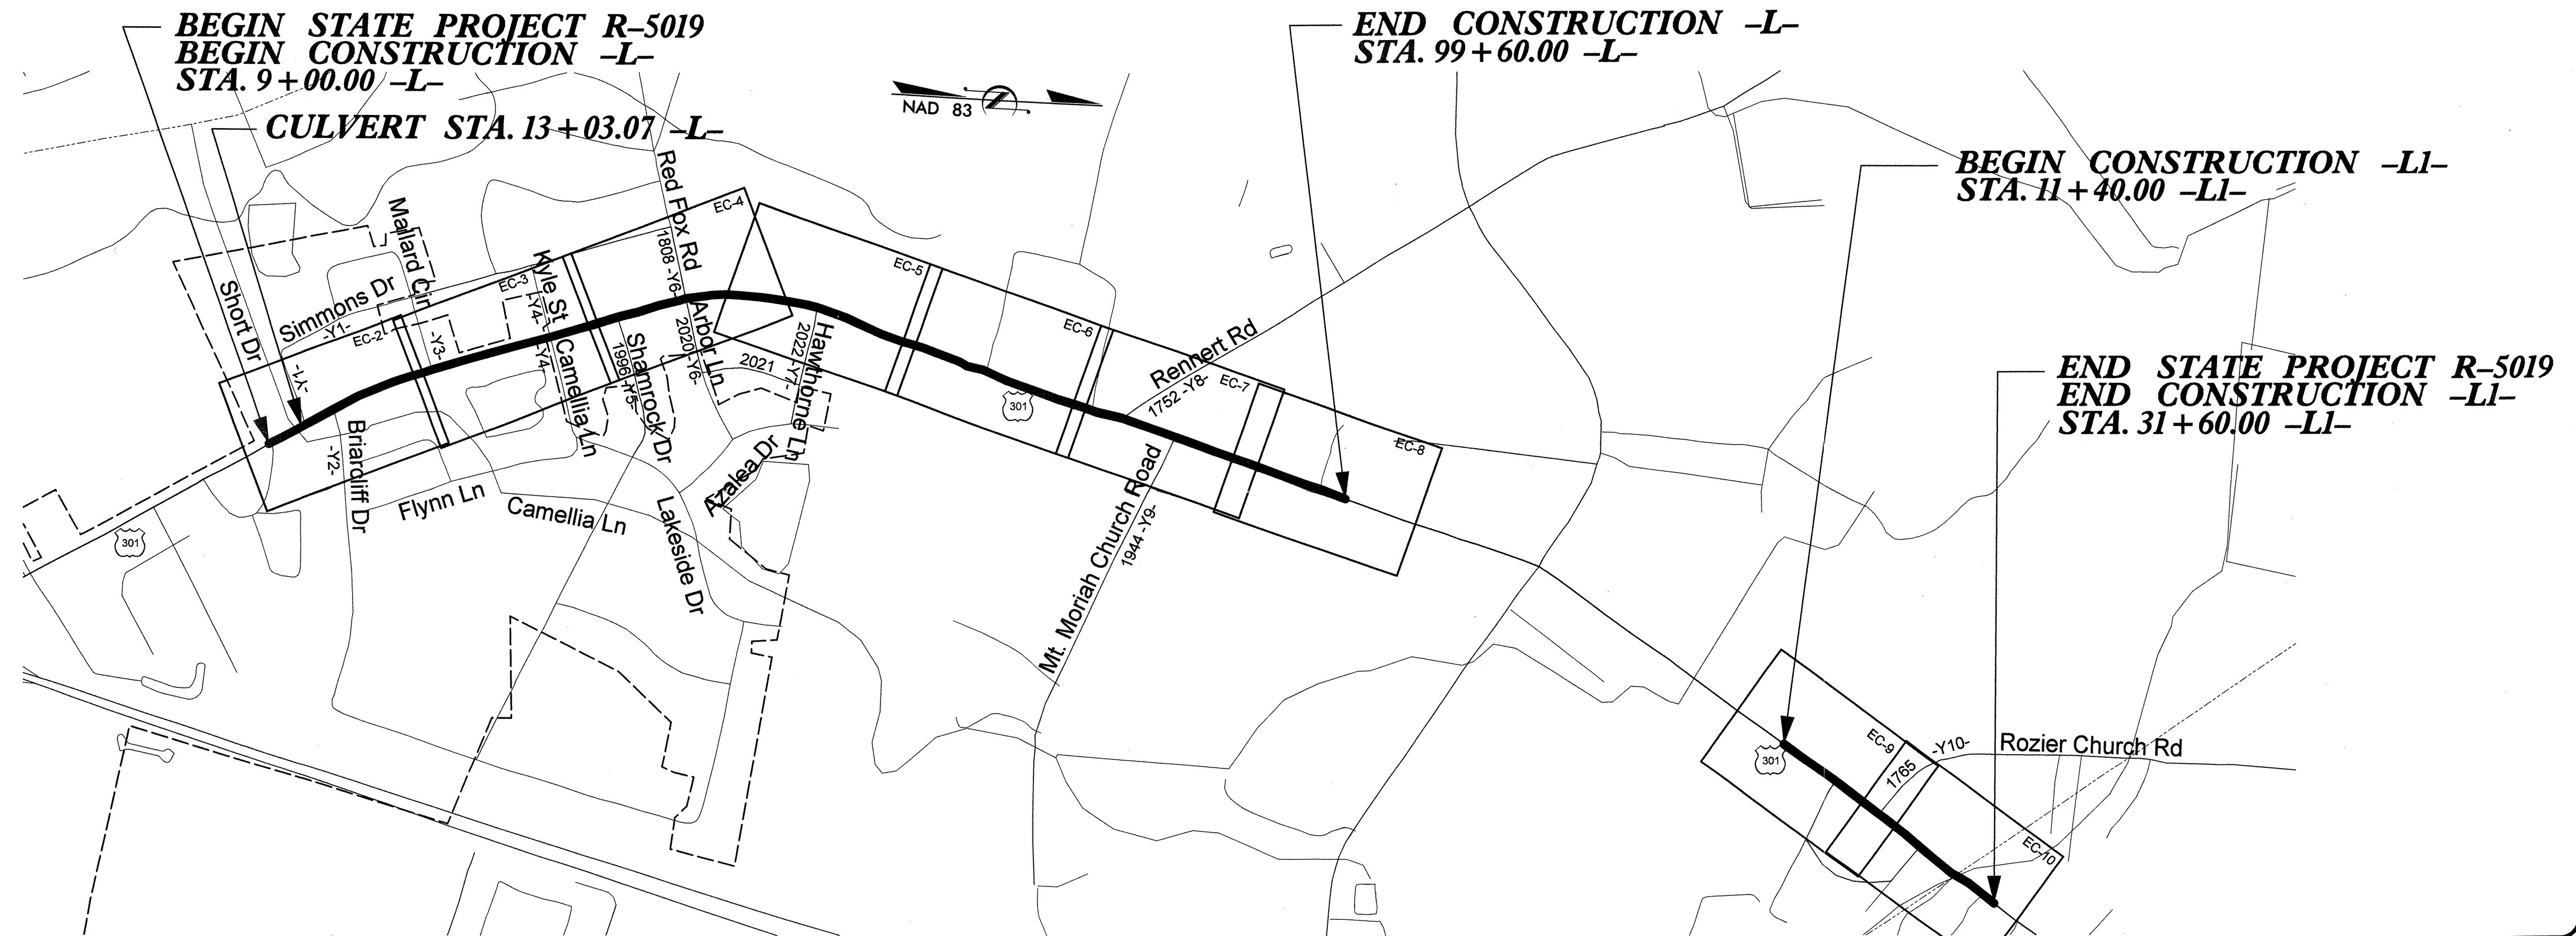 BEGIN STATE PROJECT R–5019
BEGIN CONSTRUCTION –L–
STA. 9+00.00 –L–
CULVERT STA. 13+03.07 –L–
END CONSTRUCTION –L–
STA. 99+60.00 –L–
BEGIN CONSTRUCTION –L1–
STA. 11+40.00 –L1–
END STATE PROJECT R–5019
END CONSTRUCTION –L1–
STA. 31+60.00 –L1–
NAD 83
Short Dr
Simmons Dr
-Y1-
-Y1-
EC-2
Mallard Cir
-Y3-
EC-3
Kyle St
-Y4-
-Y4-
Camellia Ln
Red Fox Rd
1808 -Y6-
EC-4
Arbor Ln
2020 -Y6-
Shamrock Dr
1996 -Y5-
2021
Hawthorne Ln
2022 -Y7-
Azalea Dr
Briarcliff Dr
-Y2-
Flynn Ln
Camellia Ln
Lakeside Dr
301
EC-5
301
EC-6
Rennert Rd
1752 -Y8-
EC-7
Mt. Moriah Church Road
1944 -Y9-
EC-8
301
EC-9
1765
-Y10-
Rozier Church Rd
EC-10